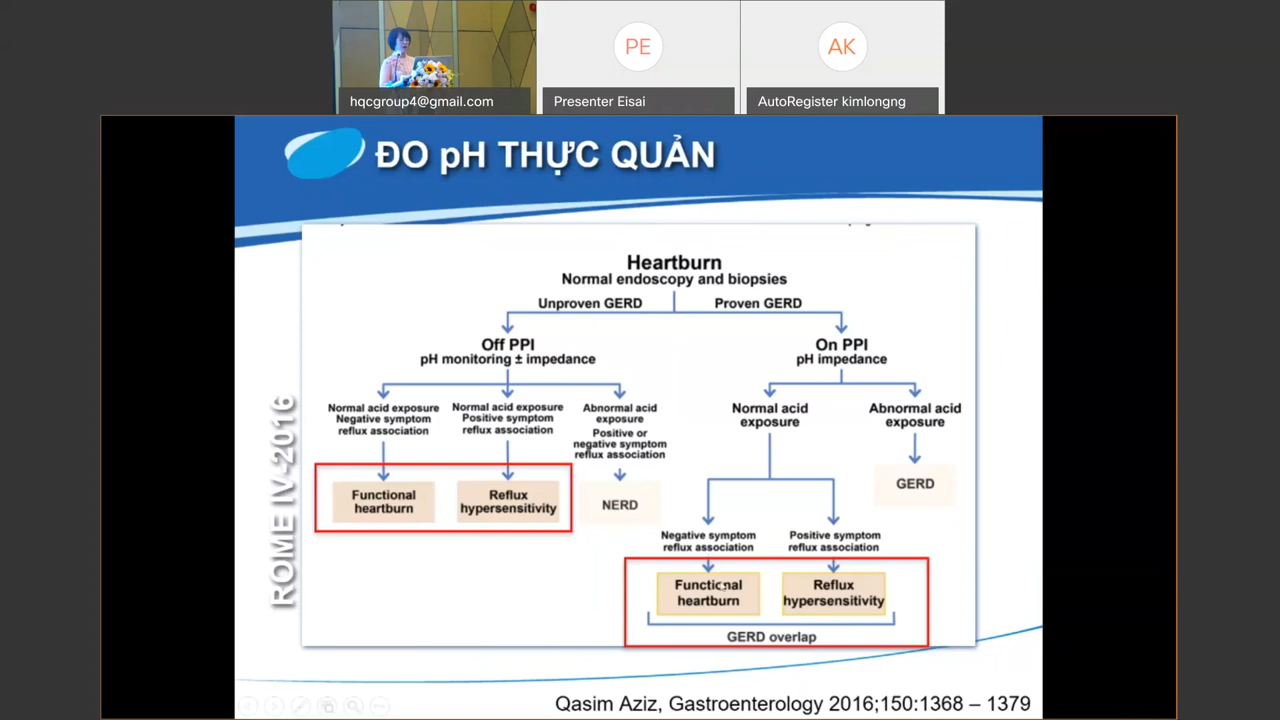 PE
AK
hqcgroup4@gmail.com
Presenter Eisai
AutoRegister kimlongng
ĐO pH THỰC QUẢN
ROME IV-2016
Heartburn
Normal endoscopy and biopsies
Unproven GERD
Proven GERD
Off PPI
pH monitoring ± impedance
On PPI
pH impedance
Normal acid exposure
Negative symptom
reflux association
Normal acid exposure
Positive symptom
reflux association
Abnormal acid
exposure
Positive or
negative symptom
reflux association
Normal acid
exposure
Abnormal acid
exposure
Functional
heartburn
Reflux
hypersensitivity
NERD
GERD
Negative symptom
reflux association
Positive symptom
reflux association
Functional
heartburn
Reflux
hypersensitivity
GERD overlap
Qasim Aziz, Gastroenterology 2016;150:1368 – 1379